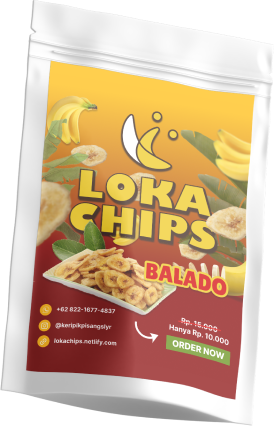 LOKA
CHIPS
BALADO
+62 822-1677-4837
@keripikpisangslyr
lokachips.netlify.com
Rp. 15.000
Hanya Rp. 10.000
ORDER NOW